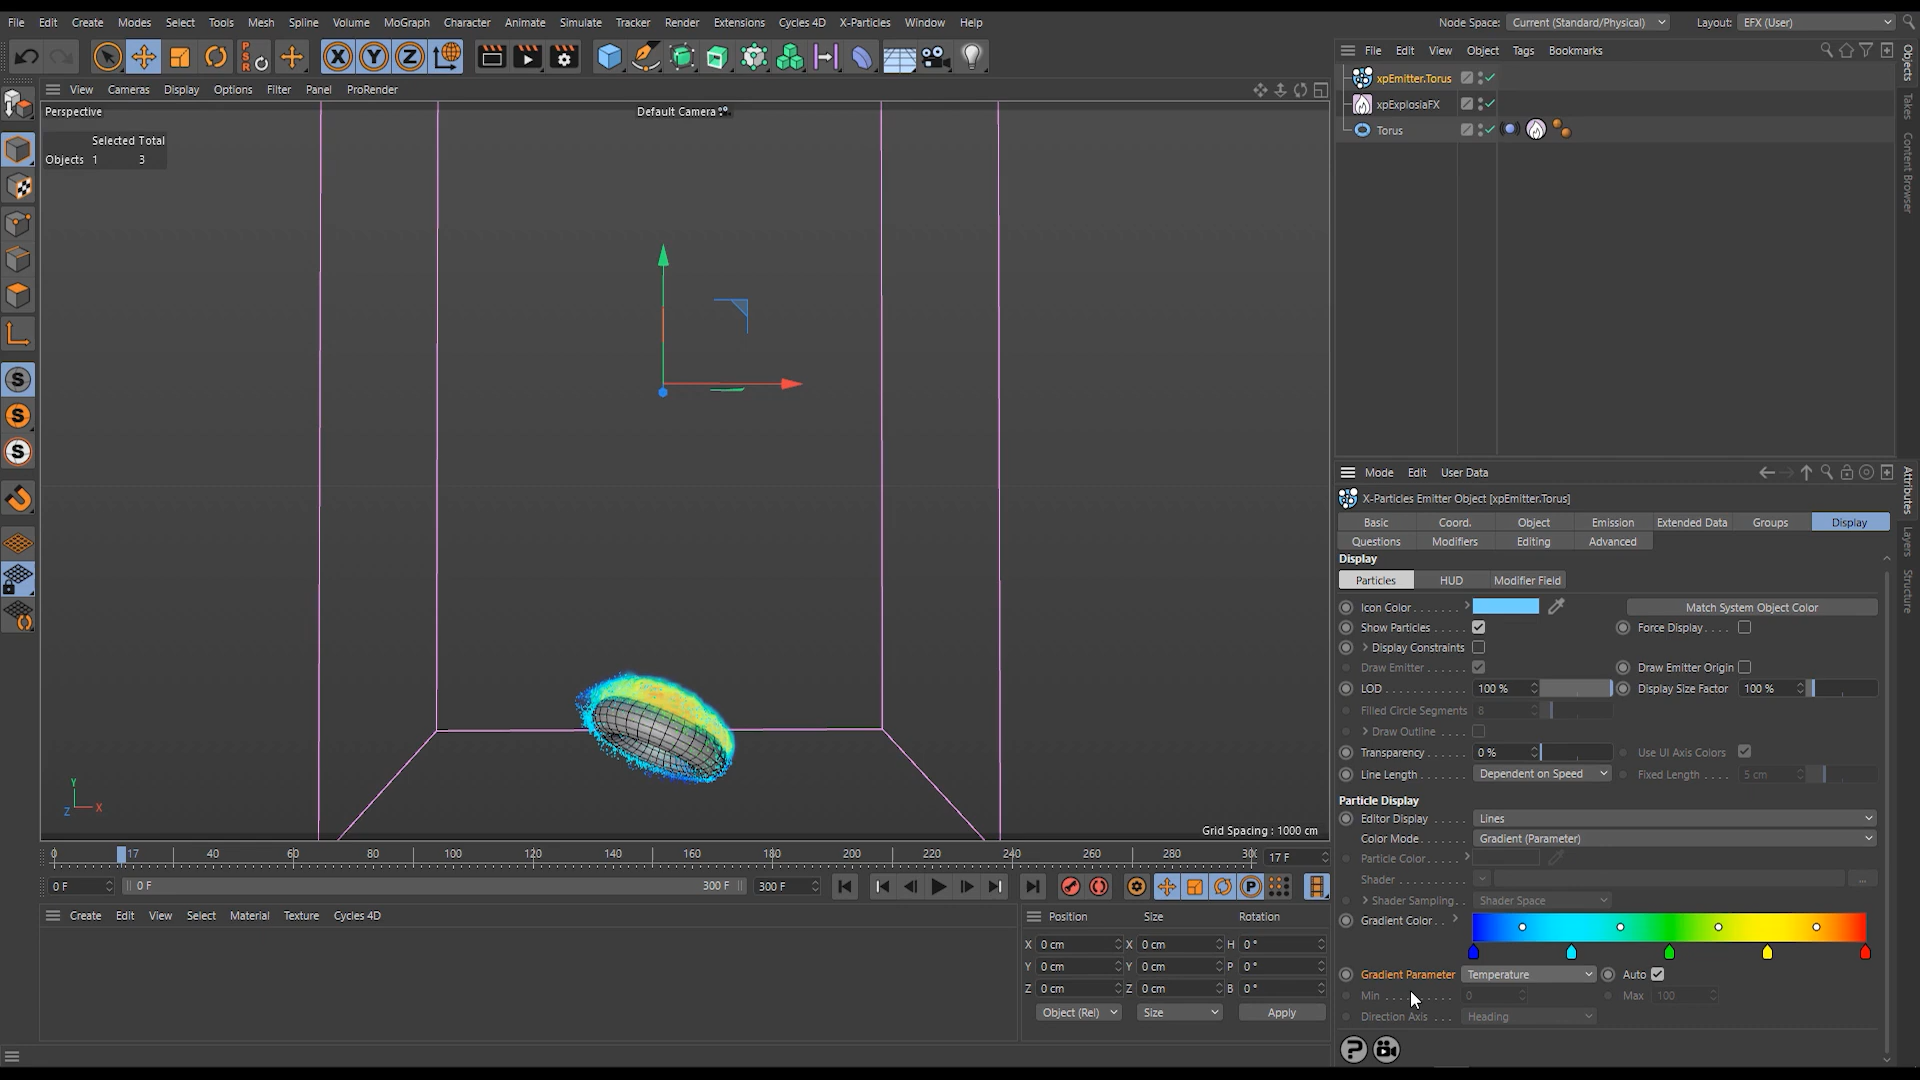 File Edit Create Modes Select Tools Mesh Spline Volume MoGraph Character Animate Simulate Tracker Render Extensions Cycles 4D X-Particles Window Help
Node Space: Current (Standard/Physical) Layout: EFX (User)
PSR X Y Z
File Edit View Object Tags Bookmarks
View Cameras Display Options Filter Panel ProRender
Perspective
Default Camera
Selected Total
Objects 1 3
xpEmitter.Torus
xpExplosiaFX
Torus
Objects
Takes
Content Browser
S
S
S
Y
Z X
Grid Spacing : 1000 cm
Mode Edit User Data
X-Particles Emitter Object [xpEmitter.Torus]
Basic Coord. Object Emission Extended Data Groups Display
Questions Modifiers Editing Advanced
Attributes
Layers
Structure
Display
Particles HUD Modifier Field
Icon Color . . . . . . . Match System Object Color
Show Particles . . . . . Force Display . . . .
Display Constraints
Draw Emitter . . . . . . Draw Emitter Origin
LOD . . . . . . . . . . . . 100 % Display Size Factor 100 %
Filled Circle Segments 8
Draw Outline . . . .
Transparency . . . . . . 0 % Use UI Axis Colors
Line Length . . . . . . . Dependent on Speed Fixed Length . . . . 5 cm
Particle Display
Editor Display . . . . . Lines
Color Mode. . . . . . . Gradient (Parameter)
Particle Color . . . . .
Shader . . . . . . . . . . ...
Shader Sampling. . Shader Space
Gradient Color. . .
Gradient Parameter Temperature Auto
Min . . . . . . . . . . . 0 Max 100
Direction Axis . . . Heading
?
0 17 40 60 80 100 120 140 160 180 200 220 240 260 280 30 17 F
0 F 0 F 300 F 300 F P
Create Edit View Select Material Texture Cycles 4D
Position Size Rotation
X 0 cm X 0 cm H 0 °
Y 0 cm Y 0 cm P 0 °
Z 0 cm Z 0 cm B 0 °
Object (Rel) Size Apply